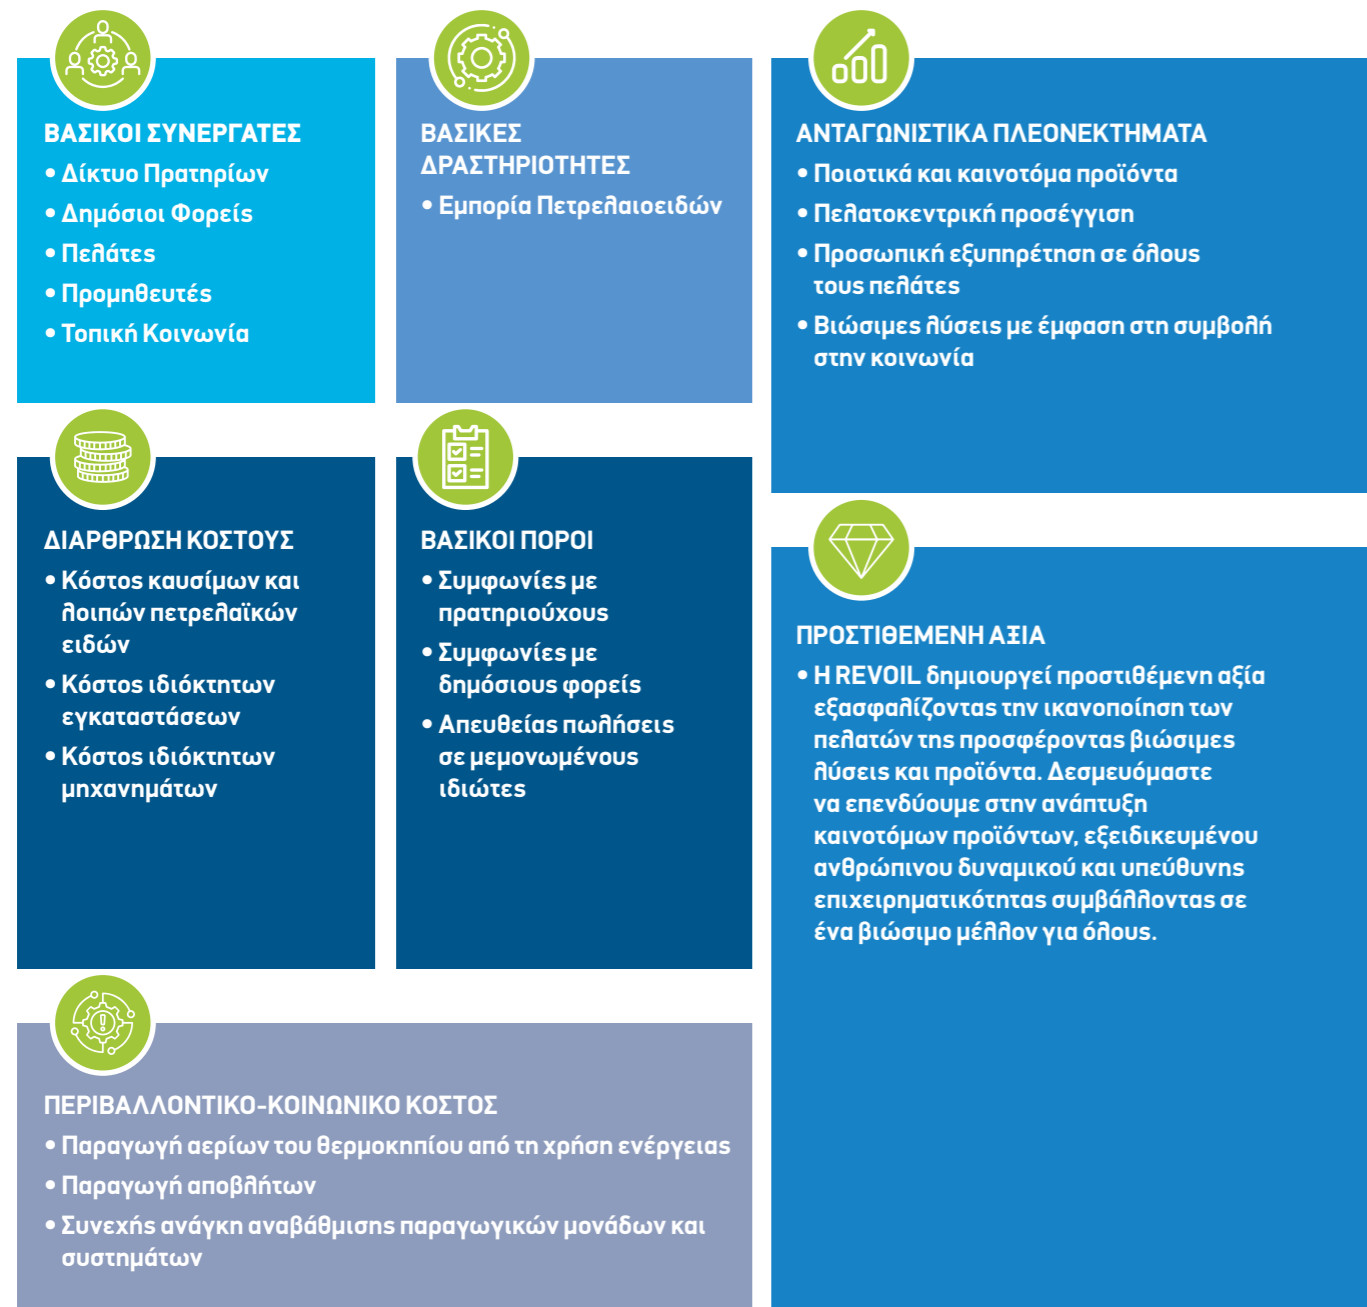 ΒΑΣΙΚΟΙ ΣΥΝΕΡΓΑΤΕΣ
• Δίκτυο Πρατηρίων
• Δημόσιοι Φορείς
• Πελάτες
• Προμηθευτές
• Τοπική Κοινωνία
ΒΑΣΙΚΕΣ
ΔΡΑΣΤΗΡΙΟΤΗΤΕΣ
• Εμπορία Πετρελαιοειδών
ΑΝΤΑΓΩΝΙΣΤΙΚΑ ΠΛΕΟΝΕΚΤΗΜΑΤΑ
• Ποιοτικά και καινοτόμα προϊόντα
• Πελατοκεντρική προσέγγιση
• Προσωπική εξυπηρέτηση σε όλους
τους πελάτες
• Βιώσιμες λύσεις με έμφαση στη συμβολή
στην κοινωνία
ΔΙΑΡΘΡΩΣΗ ΚΟΣΤΟΥΣ
• Κόστος καυσίμων και
λοιπών πετρελαϊκών
ειδών
• Κόστος ιδιόκτητων
εγκαταστάσεων
• Κόστος ιδιόκτητων
μηχανημάτων
ΒΑΣΙΚΟΙ ΠΟΡΟΙ
• Συμφωνίες με
πρατηριούχους
• Συμφωνίες με
δημόσιους φορείς
• Απευθείας πωλήσεις
σε μεμονωμένους
ιδιώτες
ΠΡΟΣΤΙΘΕΜΕΝΗ ΑΞΙΑ
• Η REVOIL δημιουργεί προστιθέμενη αξία
εξασφαλίζοντας την ικανοποίηση των
πελατών της προσφέροντας βιώσιμες
λύσεις και προϊόντα. Δεσμευόμαστε
να επενδύουμε στην ανάπτυξη
καινοτόμων προϊόντων, εξειδικευμένου
ανθρώπινου δυναμικού και υπεύθυνης
επιχειρηματικότητας συμβάλλοντας σε
ένα βιώσιμο μέλλον για όλους.
ΠΕΡΙΒΑΛΛΟΝΤΙΚΟ-ΚΟΙΝΩΝΙΚΟ ΚΟΣΤΟΣ
• Παραγωγή αερίων του θερμοκηπίου από τη χρήση ενέργειας
• Παραγωγή αποβλήτων
• Συνεχής ανάγκη αναβάθμισης παραγωγικών μονάδων και
συστημάτων